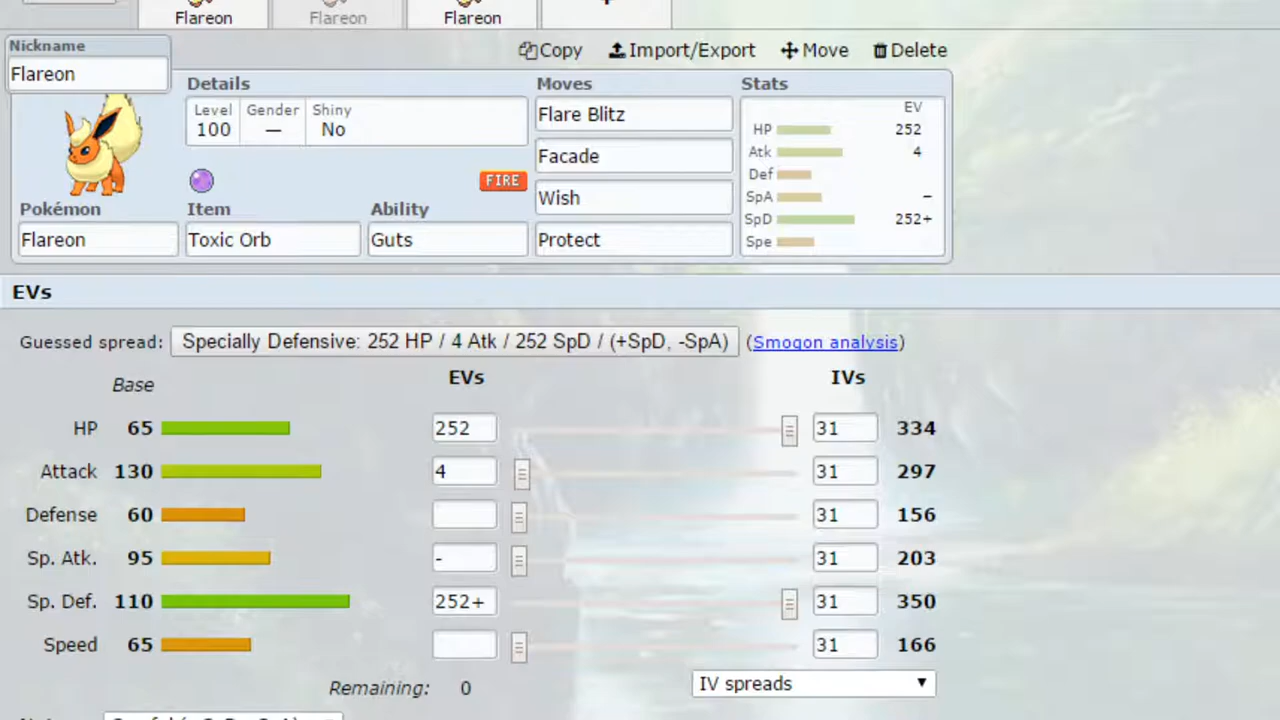 Flareon Flareon Flareon
Nickname
Flareon
Copy Import/Export Move Delete
Details Moves Stats
Level Gender Shiny
100 — No
Flare Blitz
EV
HP 252
Atk 4
Facade
Def
FIRE
Wish
SpA –
Pokémon Item Ability
SpD 252+
Flareon Toxic Orb Guts Protect
Spe
EVs
Guessed spread: Specially Defensive: 252 HP / 4 Atk / 252 SpD / (+SpD, -SpA) (Smogon analysis)
Base EVs IVs
HP 65 252 31 334
Attack 130 4 31 297
Defense 60 31 156
Sp. Atk. 95 - 31 203
Sp. Def. 110 252+ 31 350
Speed 65 31 166
Remaining: 0 IV spreads